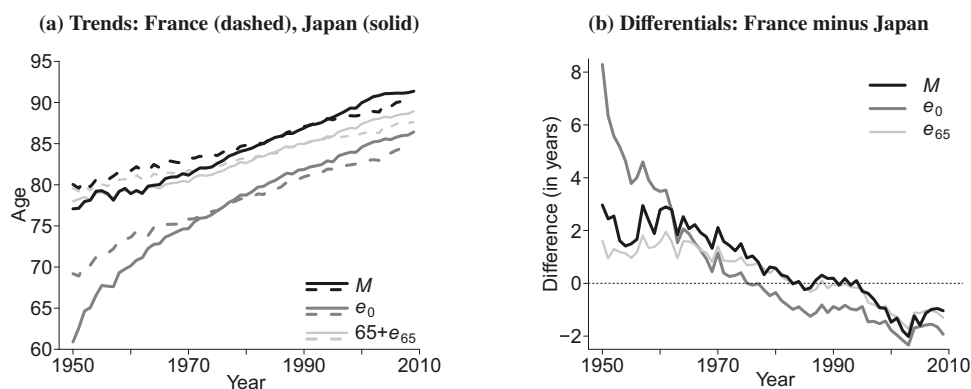 (a) Trends: France (dashed), Japan (solid)
95
90
85
80
75
70
65
60
Age
1950
1970
1990
2010
Year
M
e0
65+e65
(b) Differentials: France minus Japan
8
6
4
2
0
−2
Difference (in years)
1950
1970
1990
2010
Year
M
e0
e65